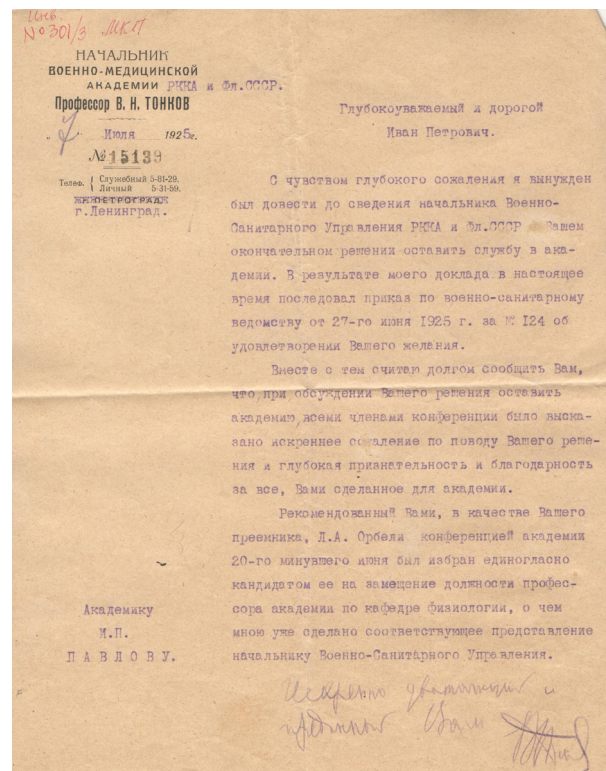 Инв.
№301/3 МКП
НАЧАЛЬНИК
ВОЕННО-МЕДИЦИНСКОЙ
АКАДЕМИИ РККА и Фл.СССР.
Профессор В. Н. ТОНКОВ
„7 Июля 1925г.
№ 15139
Телеф. { Служебный 5-81-29.
Личный 5-31-59.
ПЕТРОГРАД.
г.Ленинград.
Глубокоуважаемый и дорогой
Иван Петрович.
С чувством глубокого сожаления я вынужден
был довести до сведения начальника Военно-
Санитарного Управления РККА и Фл.СССР о Вашем
окончательном решении оставить службу в ака-
демии. В результате моего доклада в настоящее
время последовал приказ по военно-санитарному
ведомству от 27-го июня 1925 г. за № 124 об
удовлетворении Вашего желания.
Вместе с тем считаю долгом сообщить Вам,
что,при обсуждении Вашего решения оставить
академию,всеми членами конференции было выска-
зано искреннее сожаление по поводу Вашего реше-
ния и глубокая признательность и благодарность
за все, Вами сделанное для академии.
Рекомендованный Вами, в качестве Вашего
преемника, Л.А. Орбели конференцией академии
20-го минувшего июня был избран единогласно
кандидатом ее на замещение должности профес-
сора академии по кафедре физиологии, о чем
мною уже сделано соответствующее представление
начальнику Военно-Санитарного Управления.
Академику
И.П.
ПАВЛОВУ.
Искренно уважающий и
преданный Вам